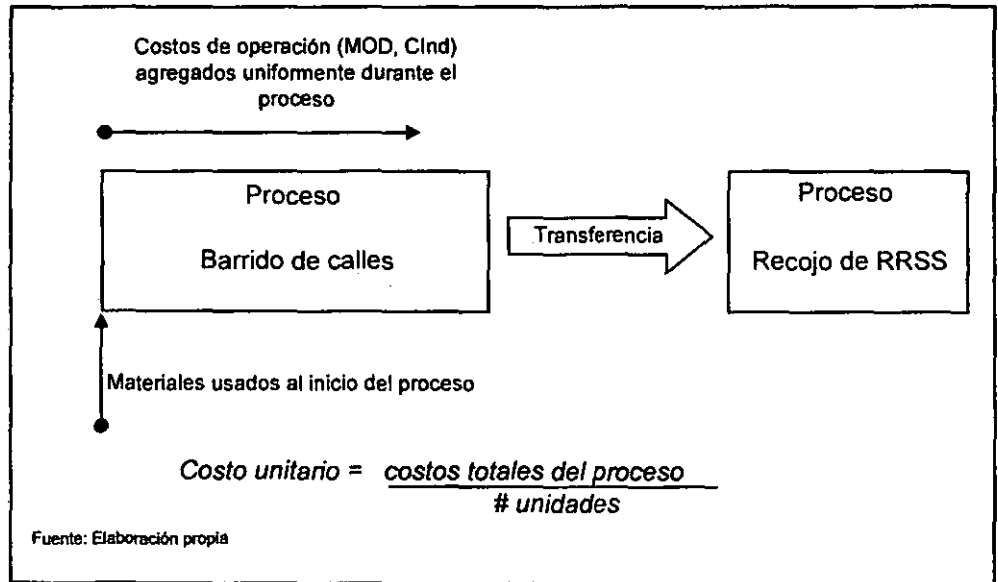 Costos de operación (MOD, CInd)
agregados uniformente durante el
proceso
Proceso
Barrido de calles
Transferencia
Proceso
Recojo de RRSS
Materiales usados al inicio del proceso
Costo unitario = costos totales del proceso
# unidades
Fuente: Elaboración propia